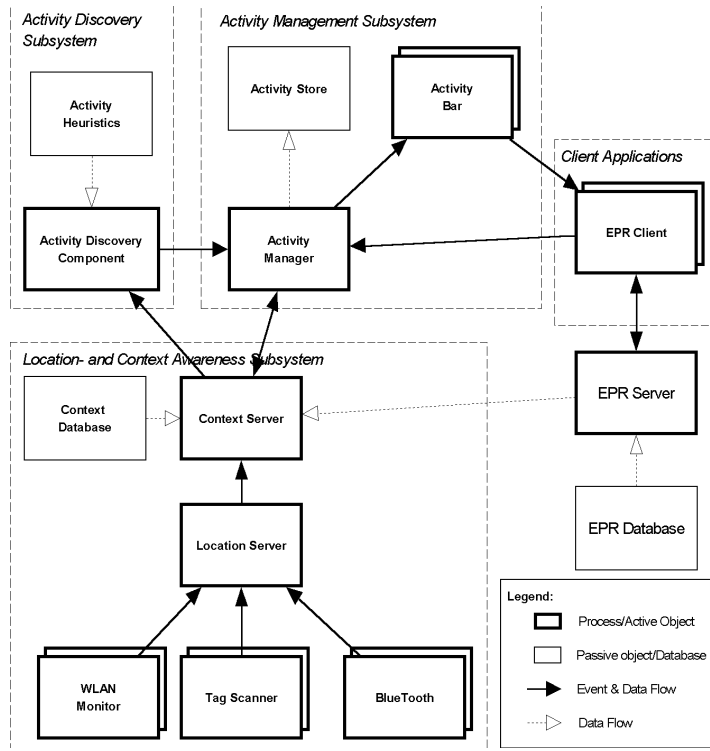 Activity Discovery
Subsystem
Activity Management Subsystem
Activity
Heuristics
Activity Store
Activity
Bar
Client Applications
Activity Discovery
Component
Activity
Manager
EPR Client
Location- and Context Awareness Subsystem
Context
Database
Context Server
EPR Server
Location Server
EPR Database
Legend:
Process/Active Object
Passive object/Database
Event & Data Flow
Data Flow
WLAN
Monitor
Tag Scanner
BlueTooth